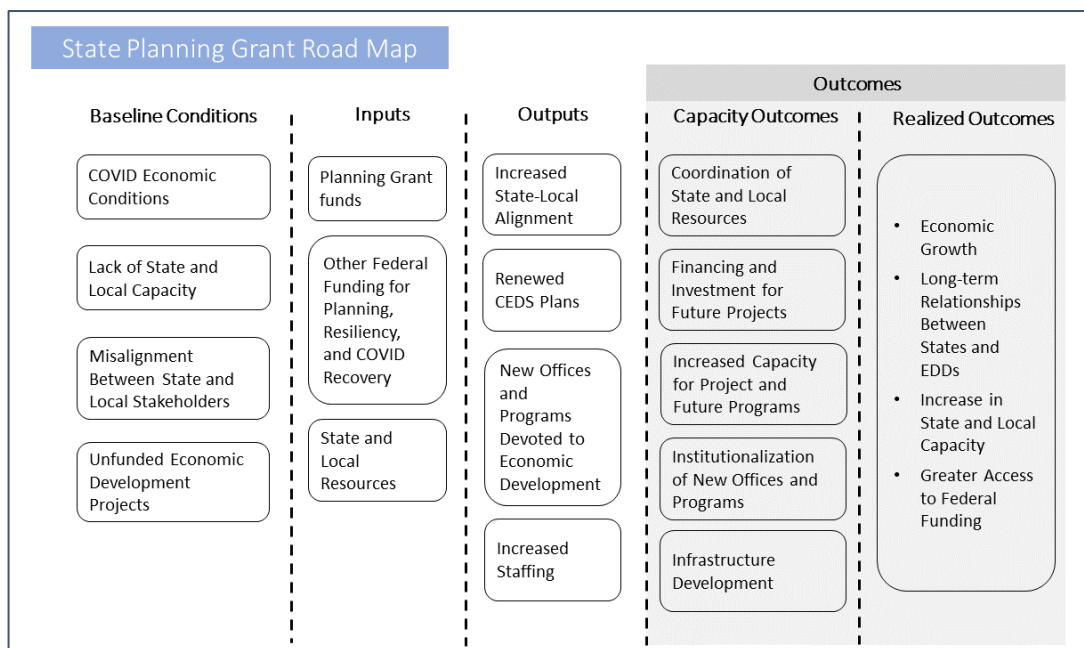 State Planning Grant Road Map
Outcomes
Baseline Conditions
Inputs
Outputs
Capacity Outcomes
Realized Outcomes
COVID Economic
Conditions
Lack of State and
Local Capacity
Misalignment
Between State and
Local Stakeholders
Unfunded Economic
Development
Projects
Planning Grant
funds
Other Federal
Funding for
Planning,
Resiliency,
and COVID
Recovery
State and
Local
Resources
Increased
State-Local
Alignment
Renewed
CEDS Plans
New Offices
and
Programs
Devoted to
Economic
Development
Increased
Staffing
Coordination of
State and Local
Resources
Financing and
Investment for
Future Projects
Increased Capacity
for Project and
Future Programs
Institutionalization
of New Offices and
Programs
Infrastructure
Development
• Economic
Growth
• Long-term
Relationships
Between
States and
EDDs
• Increase in
State and Local
Capacity
• Greater Access
to Federal
Funding